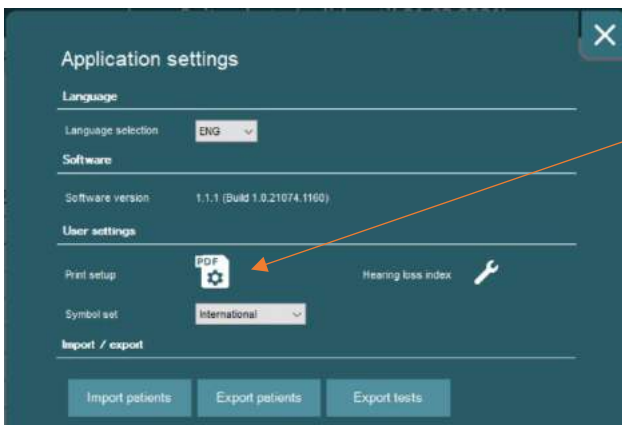 Application settings
Language
Language selection ENG
Software
Software version 1.1.1 (Build 1.0.21074.1160)
User settings
PDF
Print setup Hearing loss index
Symbol set International
Import / export
Import patients Export patients Export tests